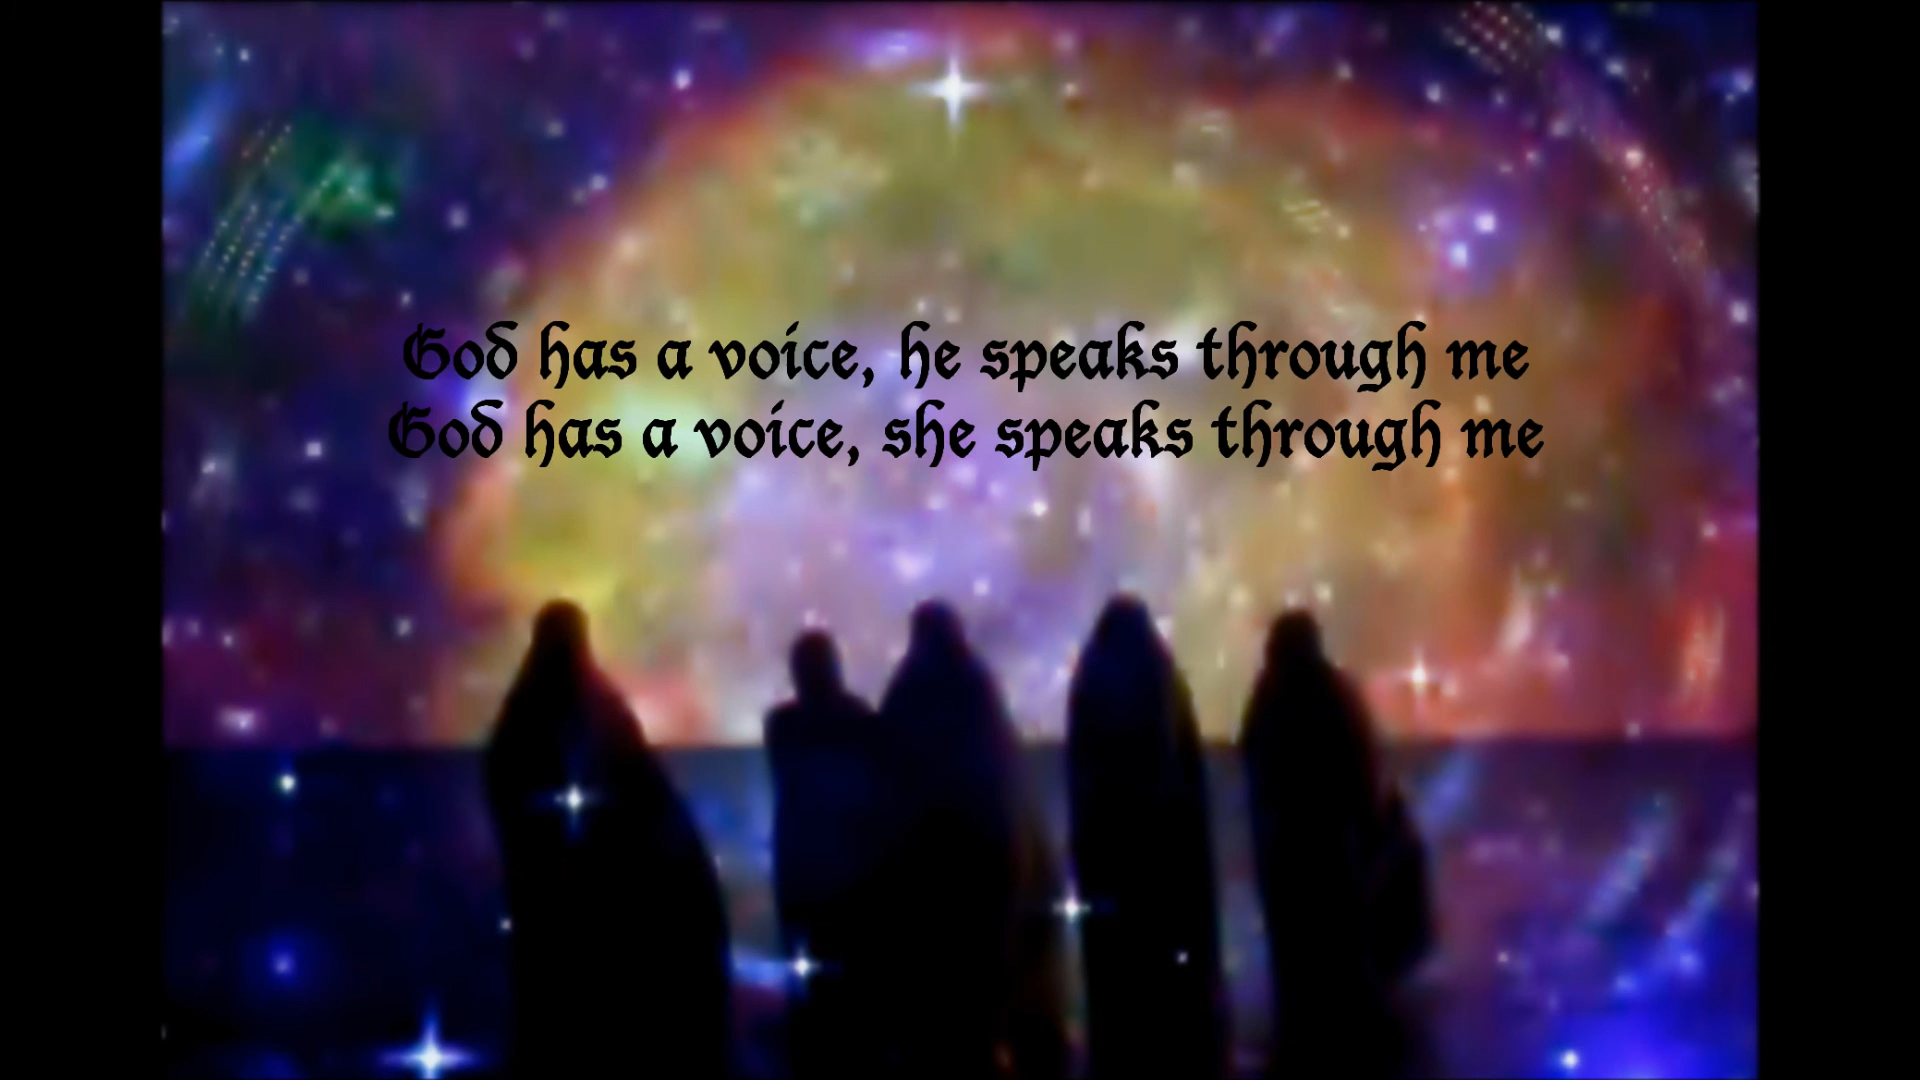 God has a voice, he speaks through me
God has a voice, she speaks through me